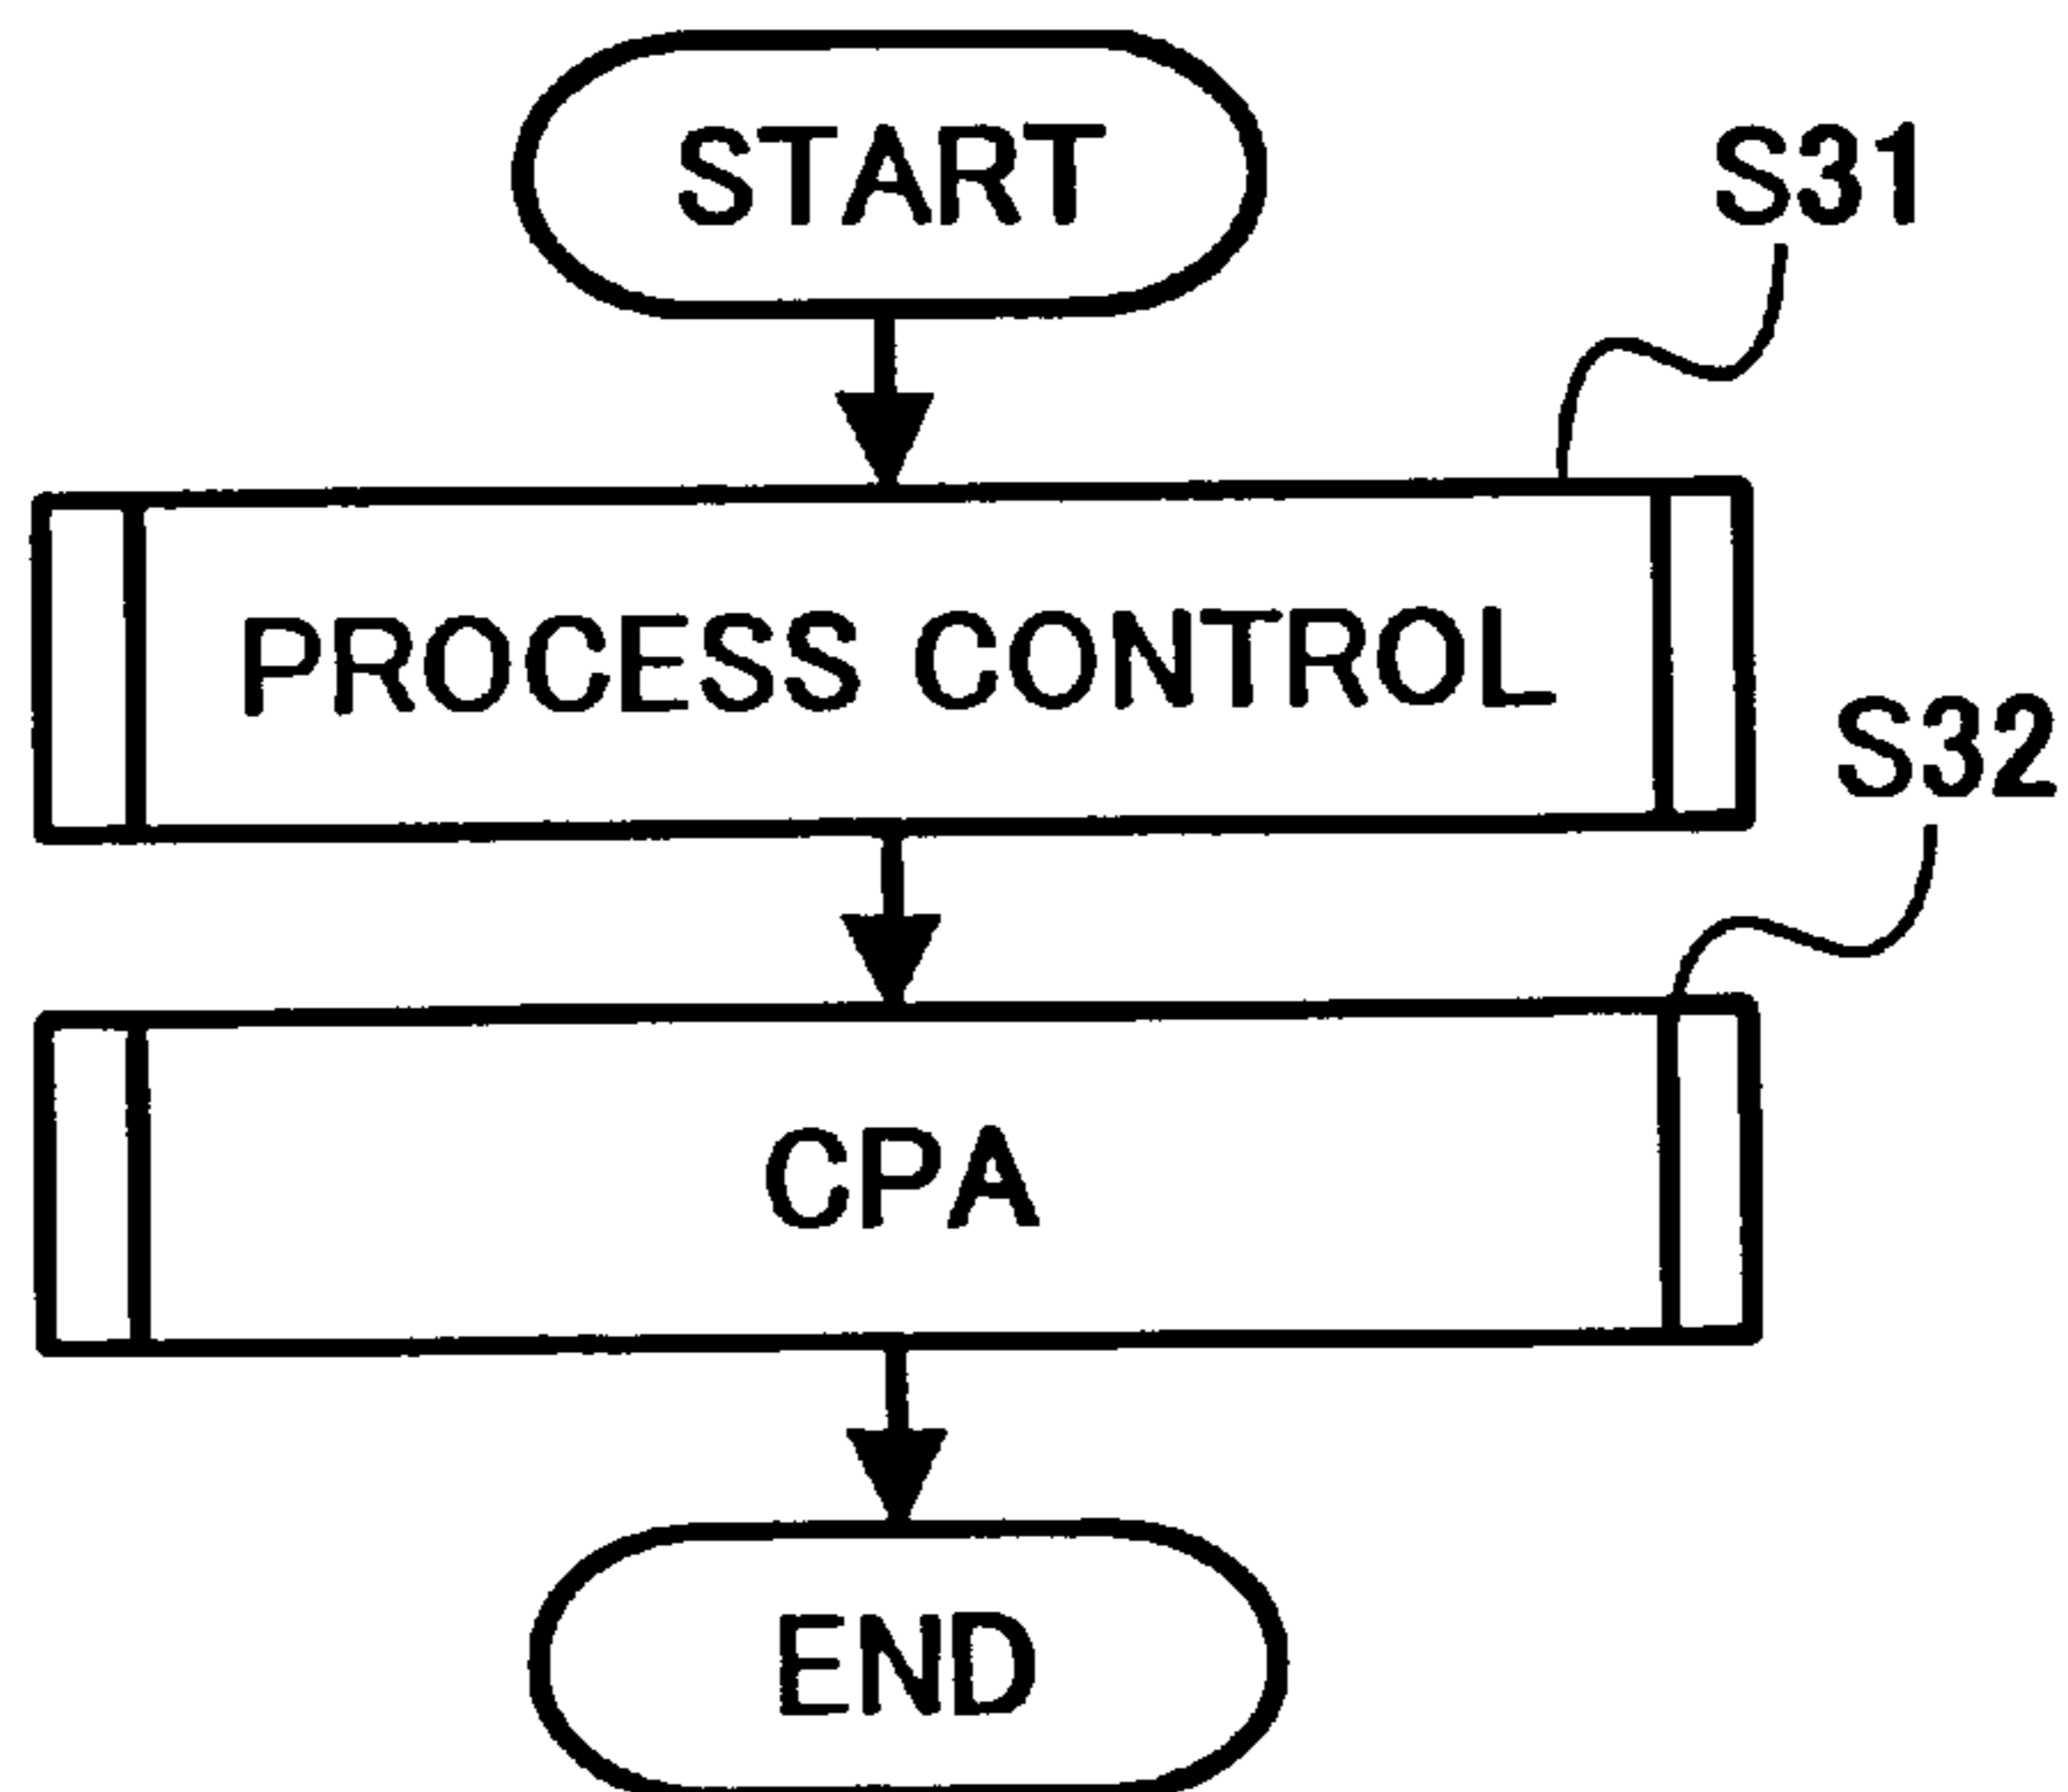 START
S31
PROCESS CONTROL
S32
CPA
END